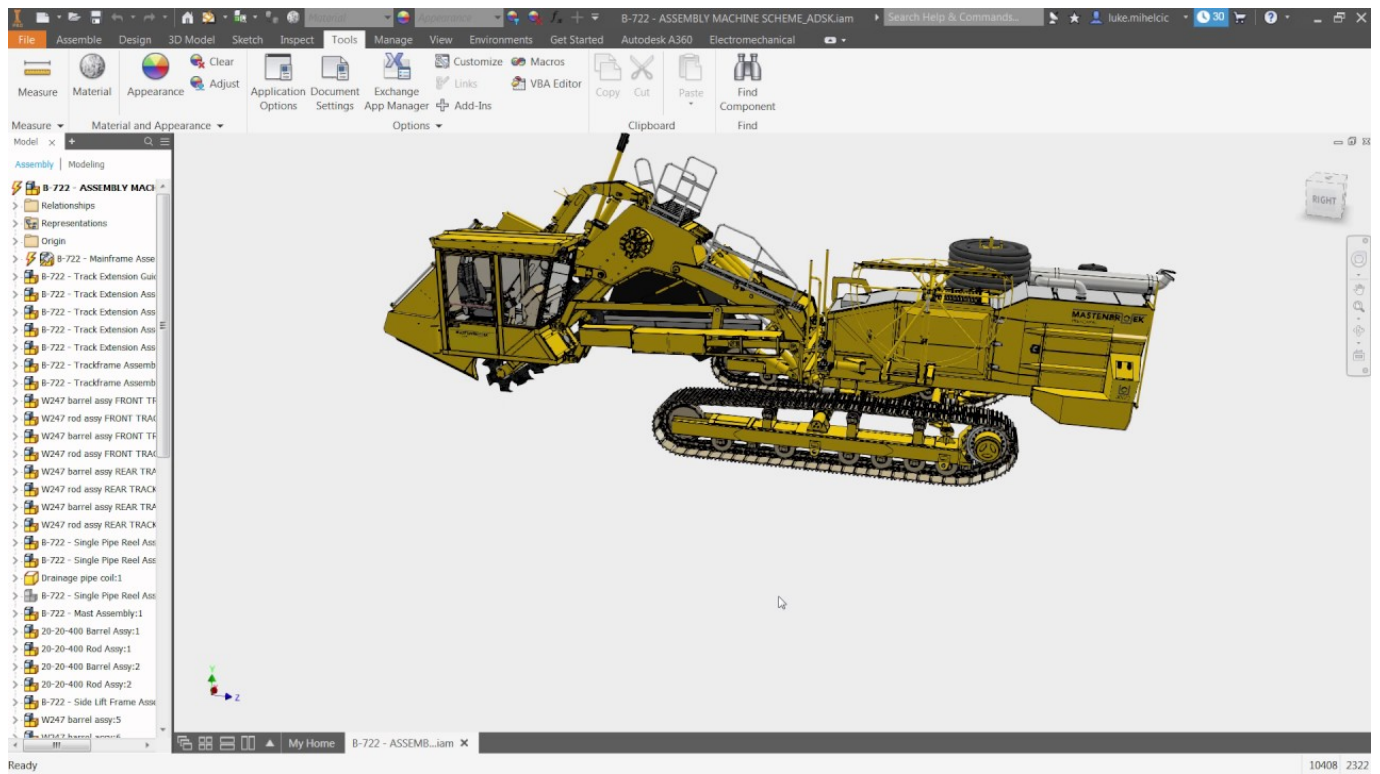 PRO Material Appearance B-722 - ASSEMBLY MACHINE SCHEME_ADSK.iam Search Help & Commands... luke.mihelcic 30
File Assemble Design 3D Model Sketch Inspect Tools Manage View Environments Get Started Autodesk A360 Electromechanical
Measure Material Appearance Clear Adjust Application Options Document Settings Exchange App Manager Customize Links Add-Ins Macros VBA Editor Copy Cut Paste Find Component
Measure Material and Appearance Options Clipboard Find
Model
Assembly Modeling
B-722 - ASSEMBLY MACH
Relationships
Representations
Origin
B-722 - Mainframe Asse
B-722 - Track Extension Guid
B-722 - Track Extension Ass
B-722 - Track Extension Ass
B-722 - Track Extension Ass
B-722 - Track Extension Ass
B-722 - Trackframe Assemb
B-722 - Trackframe Assemb
W247 barrel assy FRONT TR
W247 rod assy FRONT TRAC
W247 barrel assy FRONT TR
W247 rod assy FRONT TRAC
W247 barrel assy REAR TRA
W247 rod assy REAR TRACK
W247 barrel assy REAR TRA
W247 rod assy REAR TRACK
B-722 - Single Pipe Reel Ass
B-722 - Single Pipe Reel Ass
Drainage pipe coil:1
B-722 - Single Pipe Reel Ass
B-722 - Mast Assembly:1
20-20-400 Barrel Assy:1
20-20-400 Rod Assy:1
20-20-400 Barrel Assy:2
20-20-400 Rod Assy:2
B-722 - Side Lift Frame Asse
W247 barrel assy:5
W247 barrel assy:6
RIGHT
MASTENBROEK
Y
Z
My Home B-722 - ASSEMB...iam
Ready 10408 2322